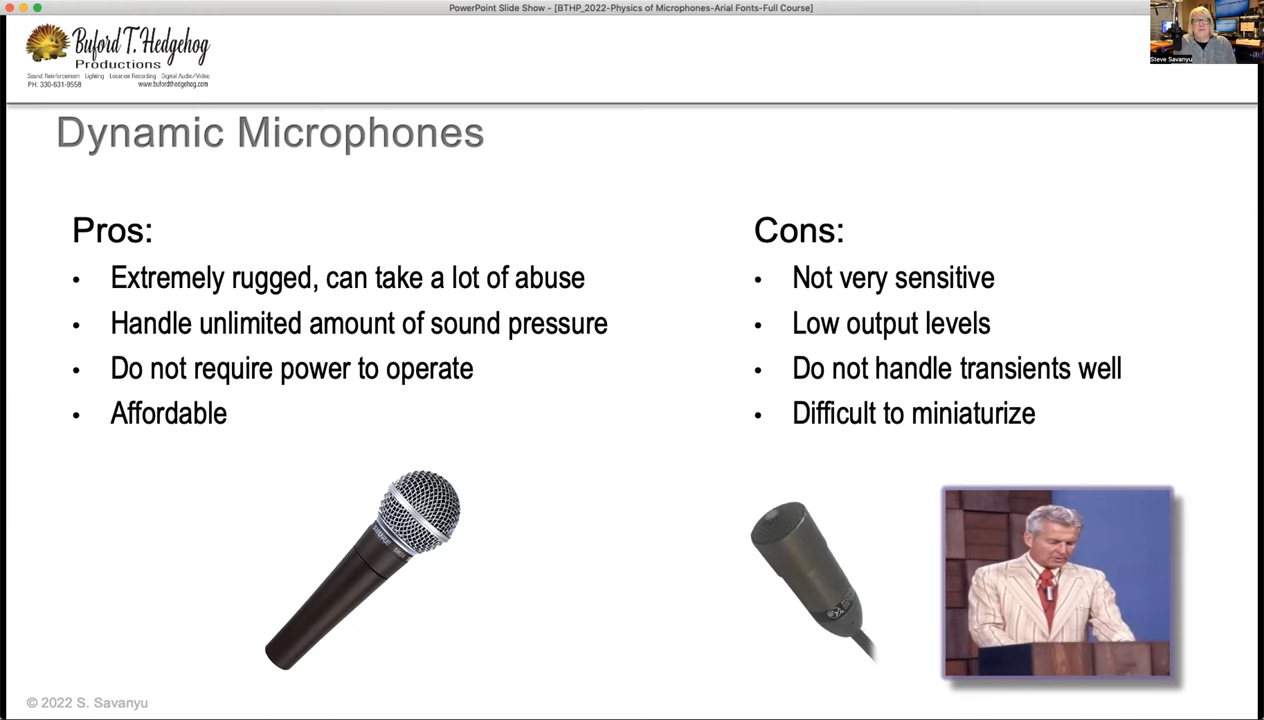 PowerPoint Slide Show - [BTHP_2022-Physics of Microphones-Arial Fonts-Full Course]
Buford T. Hedgehog
Productions
Sound Reinforcement Lighting Location Recording Digital Audio/Video
PH: 330-631-9558 www.bufordthedgehog.com
Steve Savanyu
Dynamic Microphones
Pros:
• Extremely rugged, can take a lot of abuse
• Handle unlimited amount of sound pressure
• Do not require power to operate
• Affordable
Cons:
• Not very sensitive
• Low output levels
• Do not handle transients well
• Difficult to miniaturize
SHURE
© 2022 S. Savanyu